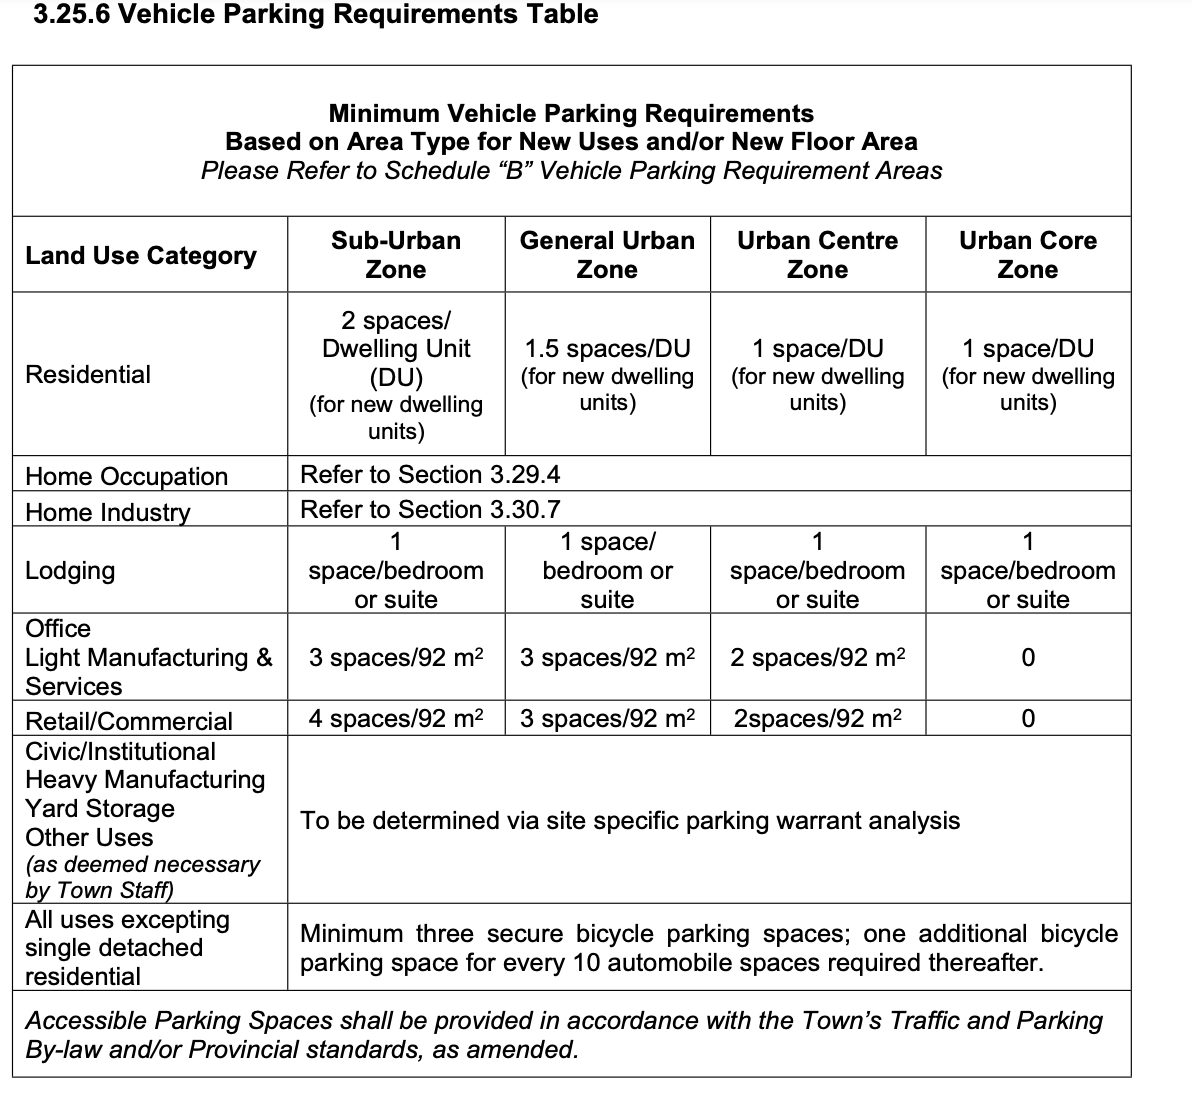 3.25.6 Vehicle Parking Requirements Table
Minimum Vehicle Parking Requirements
Based on Area Type for New Uses and/or New Floor Area
Please Refer to Schedule “B” Vehicle Parking Requirement Areas
Land Use Category
Sub-Urban
Zone
General Urban
Zone
Urban Centre
Zone
Urban Core
Zone
Residential
2 spaces/
Dwelling Unit
(DU)
(for new dwelling
units)
1.5 spaces/DU
(for new dwelling
units)
1 space/DU
(for new dwelling
units)
1 space/DU
(for new dwelling
units)
Home Occupation
Refer to Section 3.29.4
Home Industry
Refer to Section 3.30.7
Lodging
1
space/bedroom
or suite
1 space/
bedroom or
suite
1
space/bedroom
or suite
1
space/bedroom
or suite
Office
Light Manufacturing &
Services
3 spaces/92 m²
3 spaces/92 m²
2 spaces/92 m²
0
Retail/Commercial
4 spaces/92 m²
3 spaces/92 m²
2spaces/92 m²
0
Civic/Institutional
Heavy Manufacturing
Yard Storage
Other Uses
(as deemed necessary
by Town Staff)
To be determined via site specific parking warrant analysis
All uses excepting
single detached
residential
Minimum three secure bicycle parking spaces; one additional bicycle
parking space for every 10 automobile spaces required thereafter.
Accessible Parking Spaces shall be provided in accordance with the Town’s Traffic and Parking
By-law and/or Provincial standards, as amended.